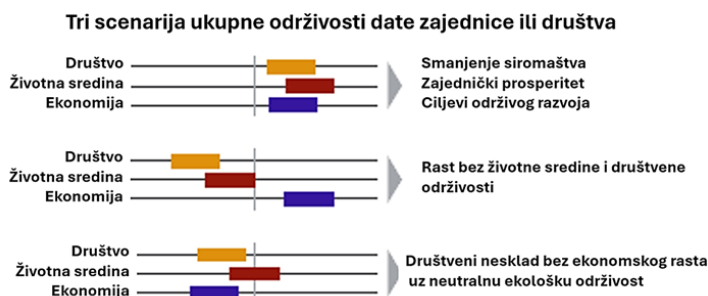 Tri scenarija ukupne održivosti date zajednice ili društva
Društvo
Životna sredina
Ekonomija
Smanjenje siromaštva
Zajednički prosperitet
Ciljevi održivog razvoja
Društvo
Životna sredina
Ekonomija
Rast bez životne sredine i društvene
održivosti
Društvo
Životna sredina
Ekonomija
Društveni nesklad bez ekonomskog rasta
uz neutralnu ekološku održivost